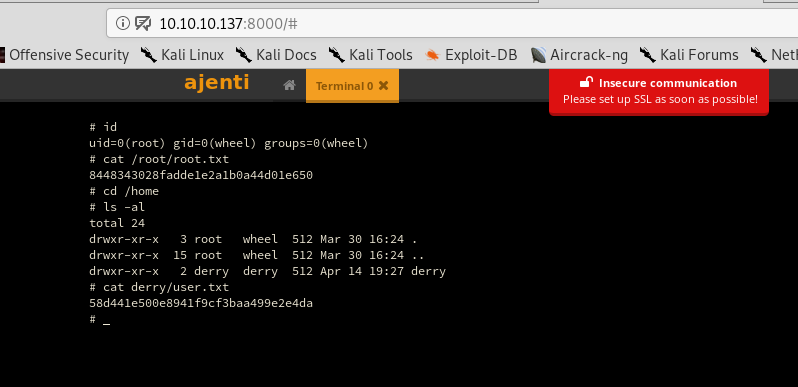 10.10.10.137:8000/#
Offensive Security Kali Linux Kali Docs Kali Tools Exploit-DB Aircrack-ng Kali Forums
ajenti Terminal 0
Insecure communication
Please set up SSL as soon as possible!
# id
uid=0(root) gid=0(wheel) groups=0(wheel)
# cat /root/root.txt
8448343028fadde1e2a1b0a44d01e650
# cd /home
# ls -al
total 24
drwxr-xr-x   3 root   wheel  512 Mar 30 16:24 .
drwxr-xr-x  15 root   wheel  512 Mar 30 16:24 ..
drwxr-xr-x   2 derry  derry  512 Apr 14 19:27 derry
# cat derry/user.txt
58d441e500e8941f9cf3baa499e2e4da
# _